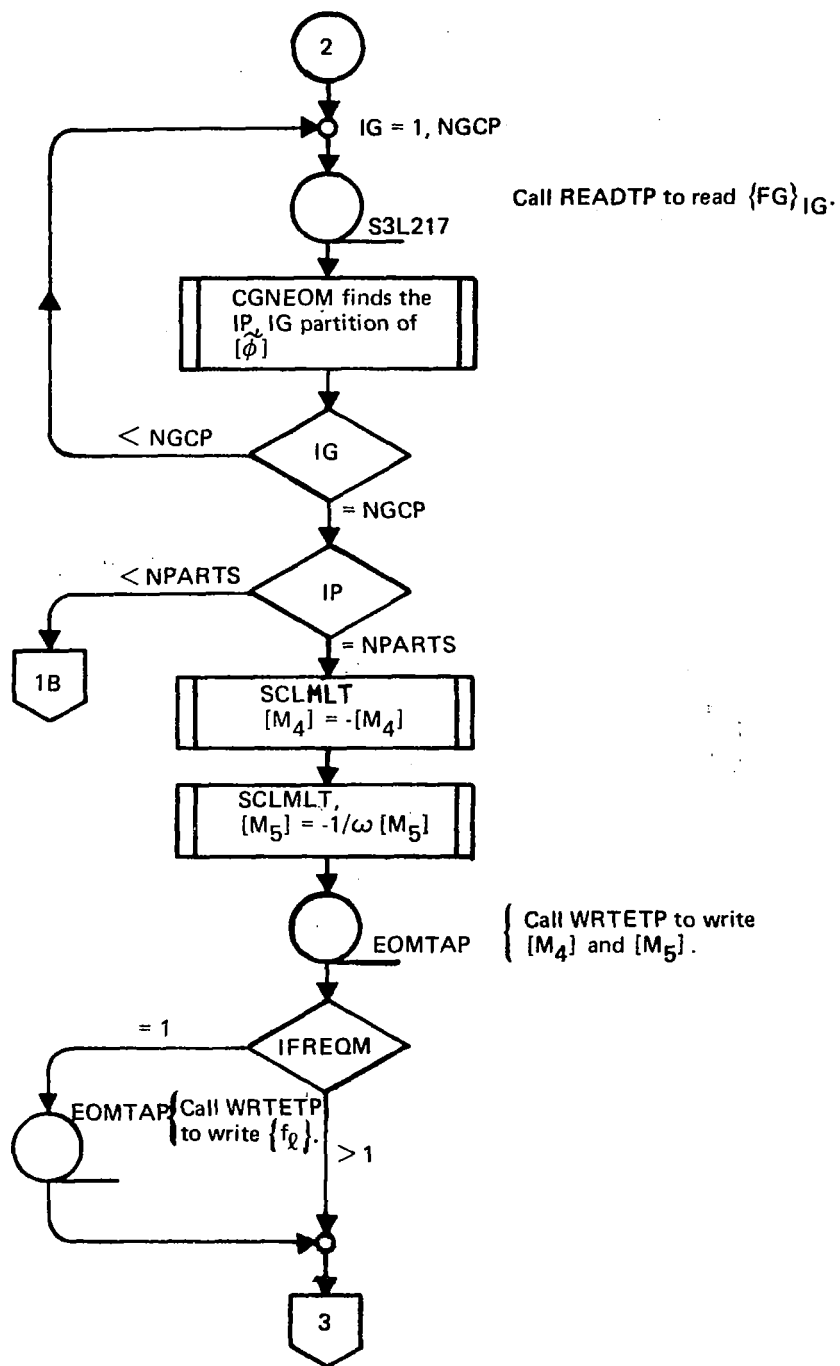 2
IG = 1, NGCP
Call READTP to read {FG}IG.
S3L217
CGNEOM finds the
IP, IG partition of
[φ̃]
< NGCP
IG
= NGCP
< NPARTS
IP
= NPARTS
1B
SCLMLT
[M4] = -[M4]
SCLMLT,
[M5] = -1/ω [M5]
EOMTAP
{ Call WRTETP to write
[M4] and [M5].
= 1
IFREQM
EOMTAP { Call WRTETP
to write {fℓ}.
> 1
3